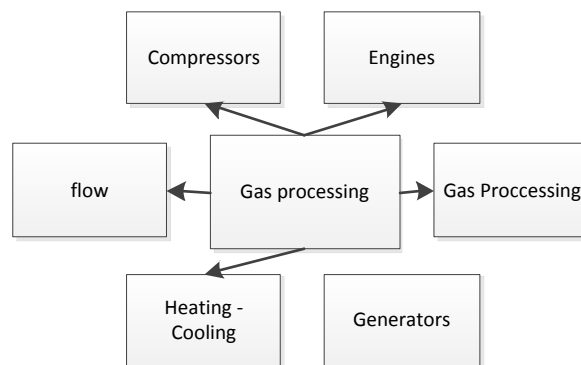 Compressors
Engines
flow
Gas processing
Gas Proccessing
Heating -
Cooling
Generators